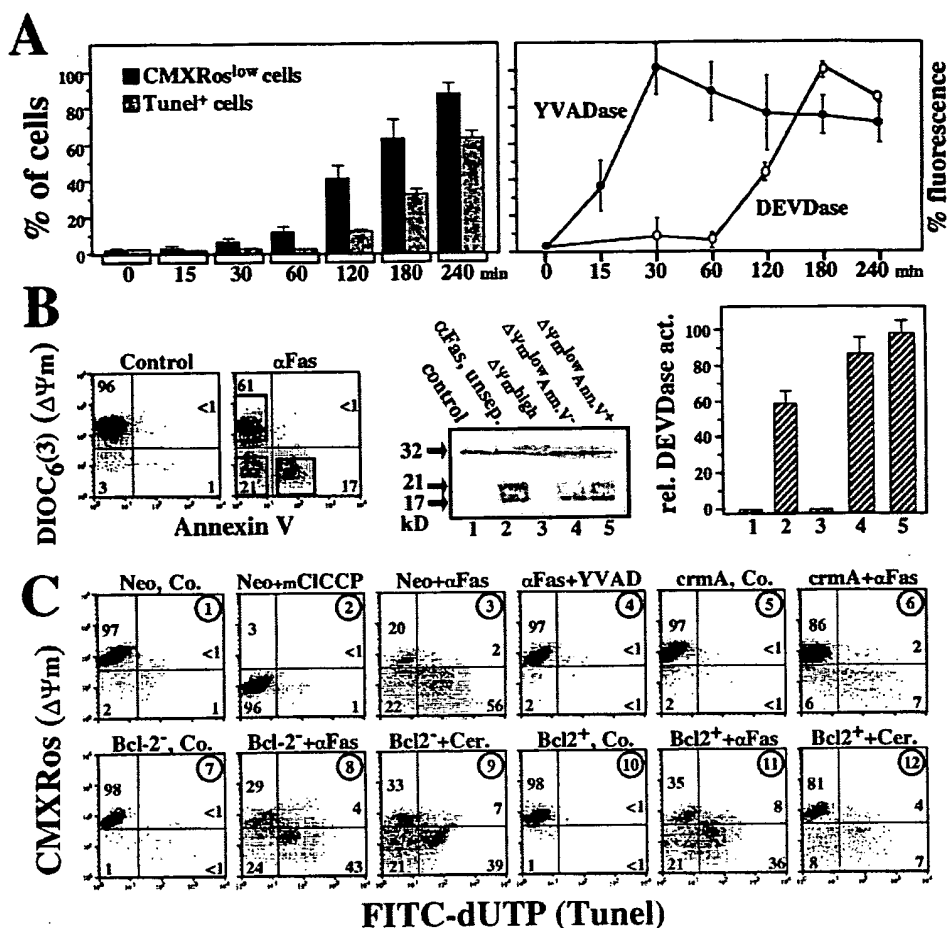 A
100
80
60
40
20
0
% of cells
CMXRos^low cells
Tunel⁺ cells
0 15 30 60 120 180 240 min
YVADase
DEVDase
% fluorescence
0 15 30 60 120 180 240 min
B
DIOC₆(3) (ΔΨm)
Control
96
<1
3
1
αFas
61
<1
21
17
Annexin V
control
αFas, unsep.
ΔΨm^high
ΔΨm^low Ann.V⁻
ΔΨm^low Ann.V⁺
32
21
17
kD
1 2 3 4 5
rel. DEVDase act.
100
80
60
40
20
0
1 2 3 4 5
C
CMXRos (ΔΨm)
Neo, Co.
1
97
<1
2
1
Neo+mClCCP
2
3
<1
96
1
Neo+αFas
3
20
2
22
56
αFas+YVAD
4
97
<1
2
<1
crmA, Co.
5
97
<1
2
<1
crmA+αFas
6
86
2
6
7
Bcl-2⁻, Co.
7
98
<1
1
<1
Bcl-2⁻+αFas
8
29
4
24
43
Bcl2⁻+Cer.
9
33
7
21
39
Bcl2⁺, Co.
10
98
<1
1
<1
Bcl2⁺+αFas
11
35
8
21
36
Bcl2⁺+Cer.
12
81
4
8
7
FITC-dUTP (Tunel)